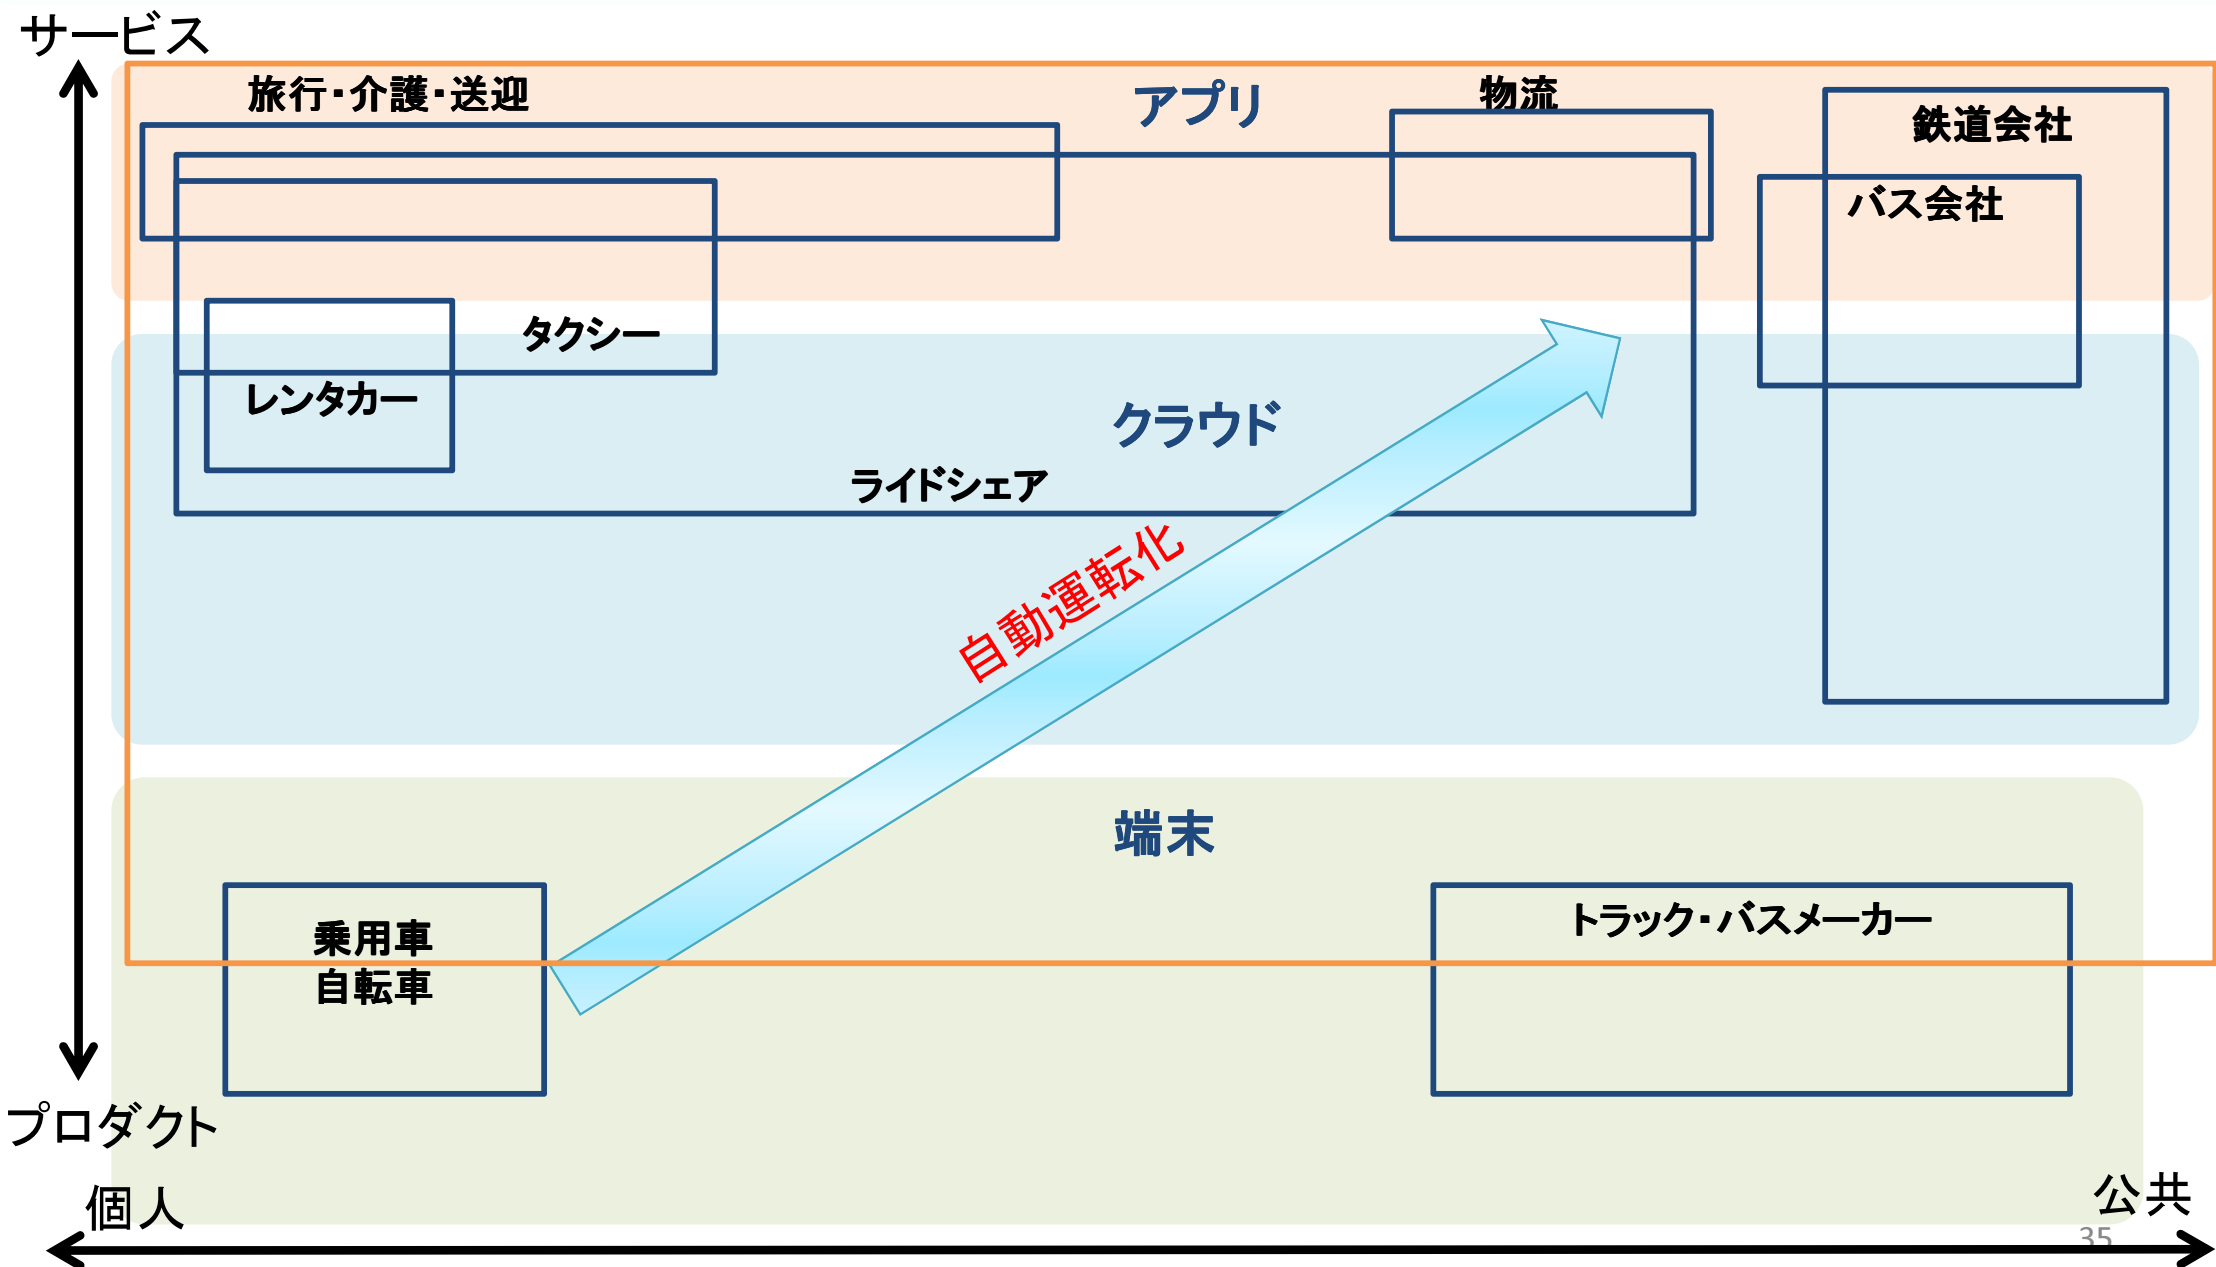 サービス
旅行・介護・送迎
アプリ
物流
鉄道会社
バス会社
タクシー
レンタカー
クラウド
ライドシェア
自動運転化
端末
乗用車
自転車
トラック・バスメーカー
プロダクト
個人
公共
35